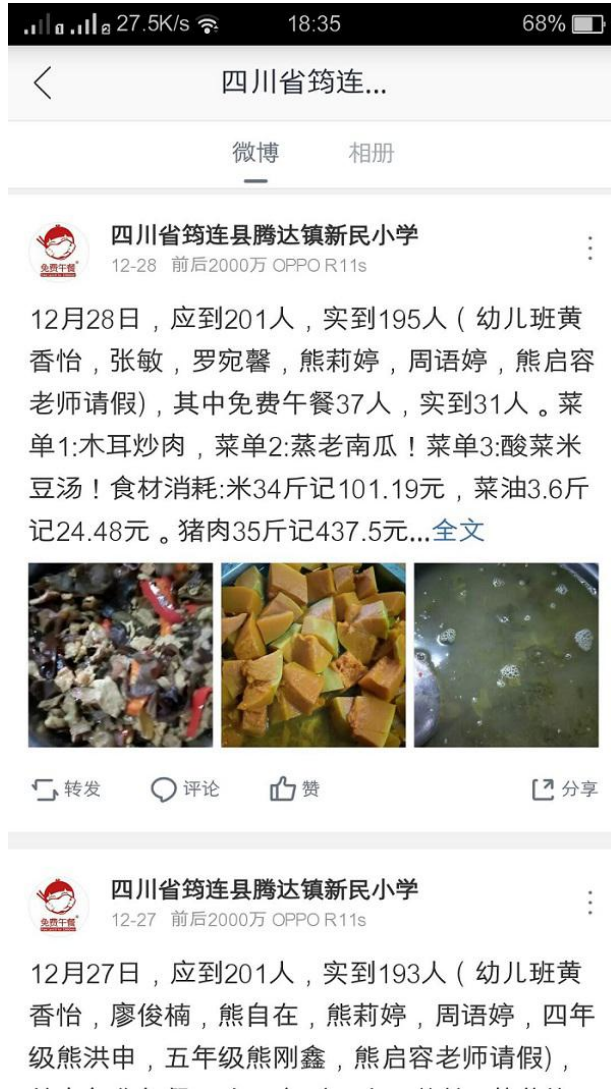 27.5K/s 18:35 68%
四川省筠连...
微博 相册
四川省筠连县腾达镇新民小学
12-28 前后2000万 OPPO R11s
免费午餐
12月28日，应到201人，实到195人（幼儿班黄
香怡，张敏，罗宛馨，熊莉婷，周语婷，熊启容
老师请假)，其中免费午餐37人，实到31人。菜
单1:木耳炒肉，菜单2:蒸老南瓜！菜单3:酸菜米
豆汤！食材消耗:米34斤记101.19元，菜油3.6斤
记24.48元。猪肉35斤记437.5元...全文
转发 评论 赞 分享
四川省筠连县腾达镇新民小学
12-27 前后2000万 OPPO R11s
免费午餐
12月27日，应到201人，实到193人（幼儿班黄
香怡，廖俊楠，熊自在，熊莉婷，周语婷，四年
级熊洪申，五年级熊刚鑫，熊启容老师请假)，